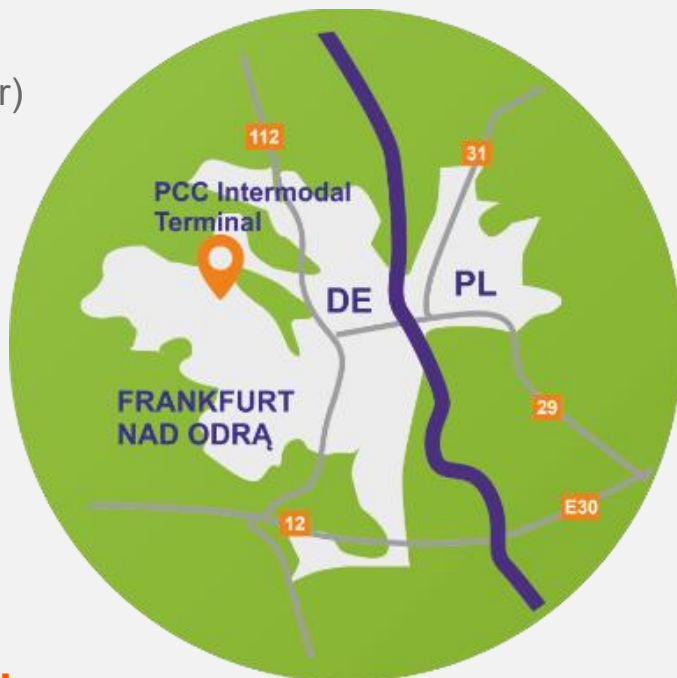 r)
112
31
PCC Intermodal
Terminal
DE
PL
FRANKFURT
NAD ODRĄ
29
E30
12